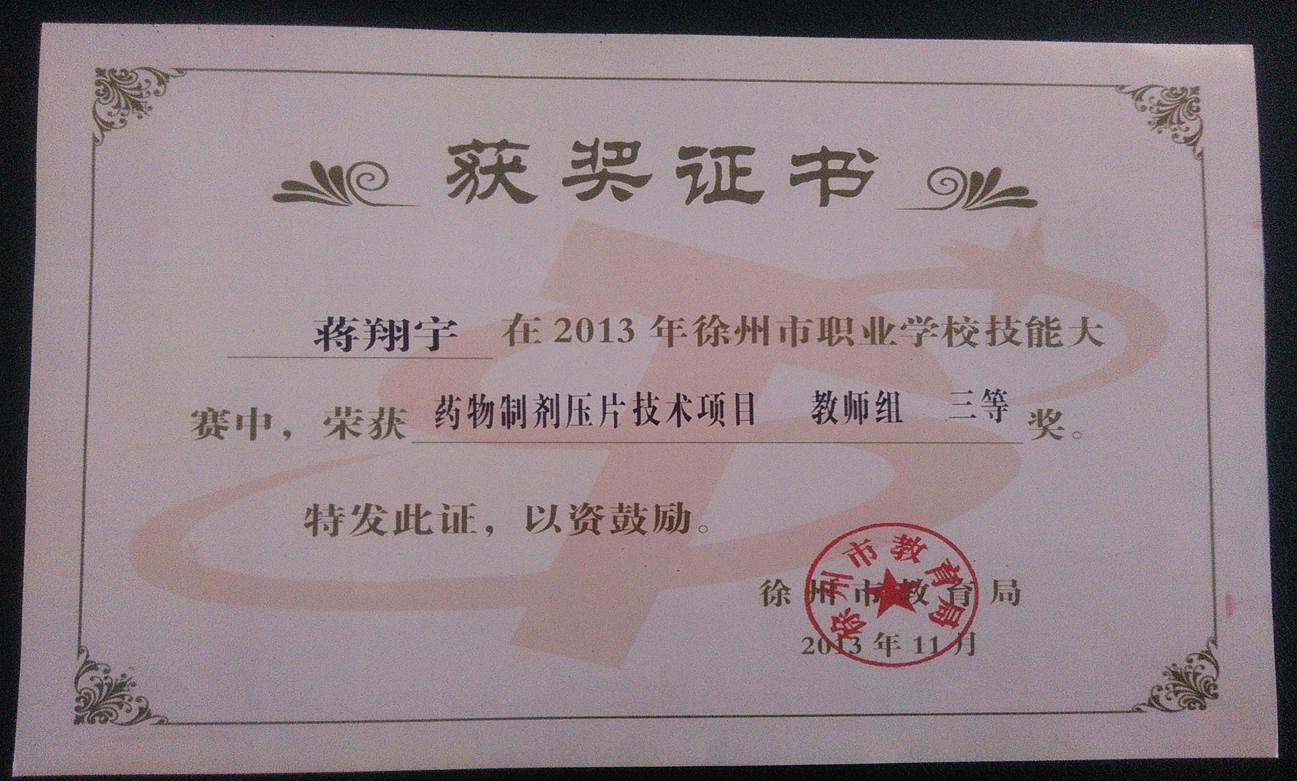 获奖证书
蒋翔宇 在2013年徐州市职业学校技能大
赛中，荣获 药物制剂压片技术项目 教师组 三等 奖。
特发此证，以资鼓励。
徐州市教育局
徐州市教育局
2013年11月